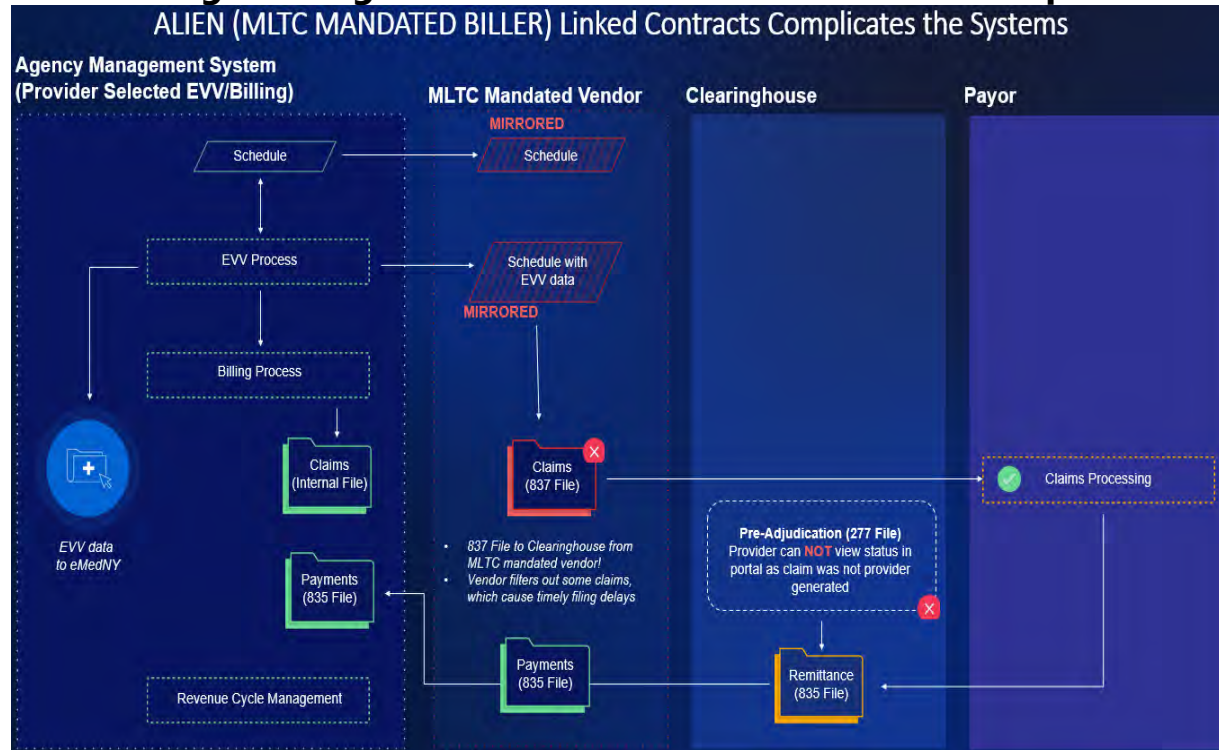 ALIEN (MLTC MANDATED BILLER) Linked Contracts Complicates the Systems
Agency Management System
(Provider Selected EVV/Billing)
MLTC Mandated Vendor
Clearinghouse
Payor
MIRRORED
Schedule
Schedule
EVV Process
Schedule with
EVV data
MIRRORED
Billing Process
Claims
(Internal File)
Claims
(837 File)
Claims Processing
EVV data
to eMedNY
• 837 File to Clearinghouse from
MLTC mandated vendor!
• Vendor filters out some claims,
which cause timely filing delays
Pre-Adjudication (277 File)
Provider can NOT view status in
portal as claim was not provider
generated
Payments
(835 File)
Payments
(835 File)
Remittance
(835 File)
Revenue Cycle Management